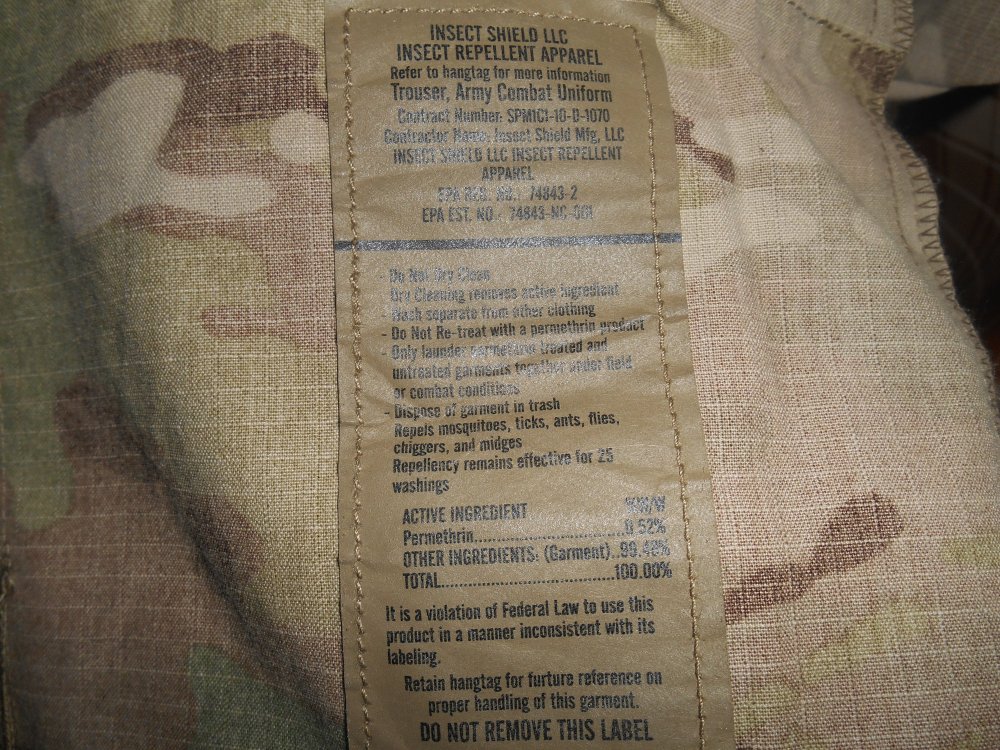 INSECT SHIELD LLC
INSECT REPELLENT APPAREL
Refer to hangtag for more information
Trouser, Army Combat Uniform
Contract Number: SPM1C1-10-D-1070
Contractor Name: Insect Shield Mfg, LLC
INSECT SHIELD LLC INSECT REPELLENT
APPAREL
EPA REG. NO.: 74843-2
EPA EST. NO.: 74843-NC-001
- Do Not Dry Clean
Dry Cleaning removes active ingredient
- Wash separate from other clothing
- Do Not Re-treat with a permethrin product
- Only launder permethrin treated and
untreated garments together under field
or combat conditions
- Dispose of garment in trash
Repels mosquitoes, ticks, ants, flies,
chiggers, and midges
Repellency remains effective for 25
washings
ACTIVE INGREDIENT %W/W
Permethrin..................0.52%
OTHER INGREDIENTS: (Garment)..99.48%
TOTAL..........................100.00%
It is a violation of Federal Law to use this
product in a manner inconsistent with its
labeling.
Retain hangtag for furture reference on
proper handling of this garment.
DO NOT REMOVE THIS LABEL